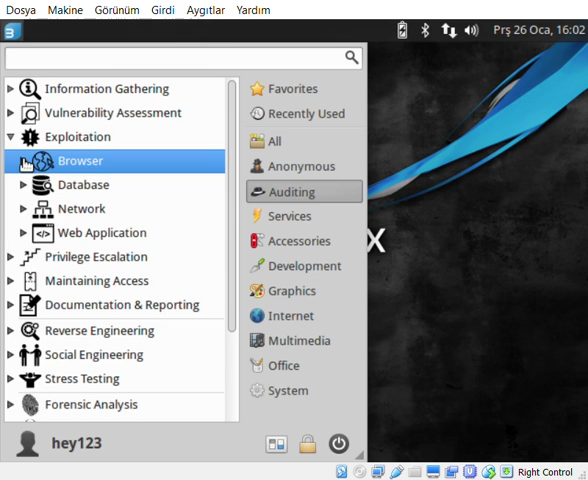 Dosya Makine Görünüm Girdi Aygıtlar Yardım
Prş 26 Oca, 16:02
Information Gathering
Vulnerability Assessment
Exploitation
Browser
Database
Network
Web Application
Privilege Escalation
Maintaining Access
Documentation & Reporting
Reverse Engineering
Social Engineering
Stress Testing
Forensic Analysis
Favorites
Recently Used
All
Anonymous
Auditing
Services
Accessories
Development
Graphics
Internet
Multimedia
Office
System
X
hey123
Right Control